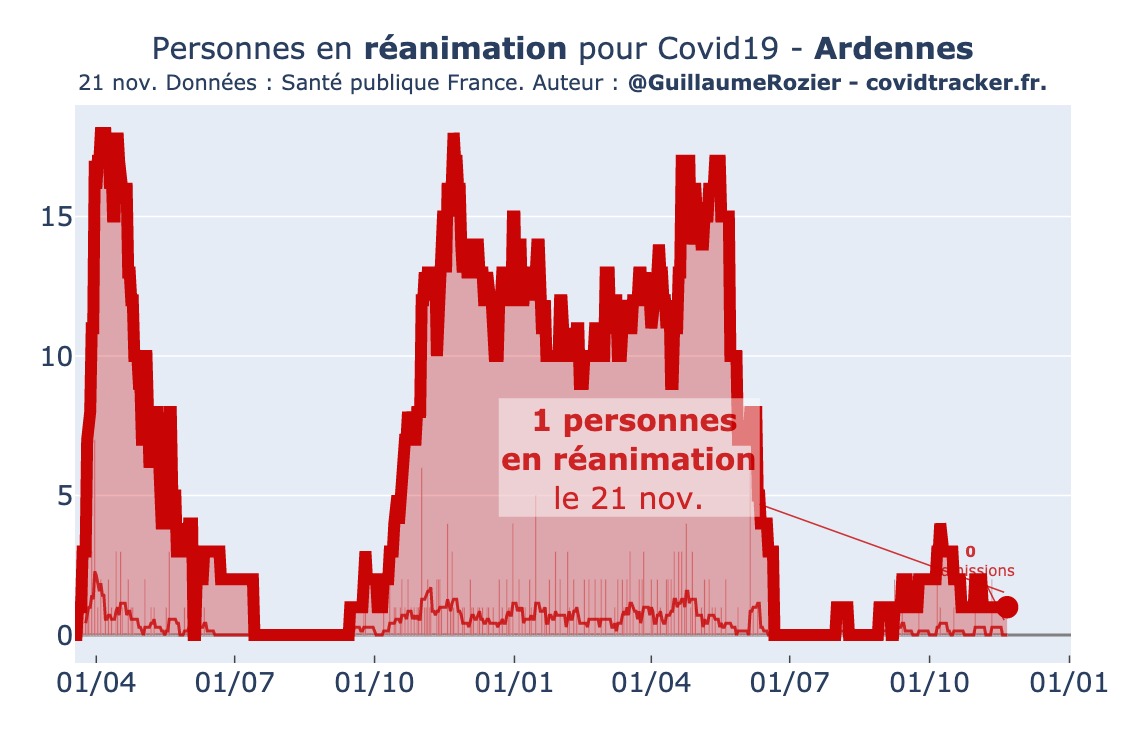 Personnes en réanimation pour Covid19 - Ardennes
21 nov. Données : Santé publique France. Auteur : @GuillaumeRozier - covidtracker.fr.
15
10
5
0
1 personnes
en réanimation
le 21 nov.
0
01/04 01/07 01/10 01/01 01/04 01/07 01/10 01/01